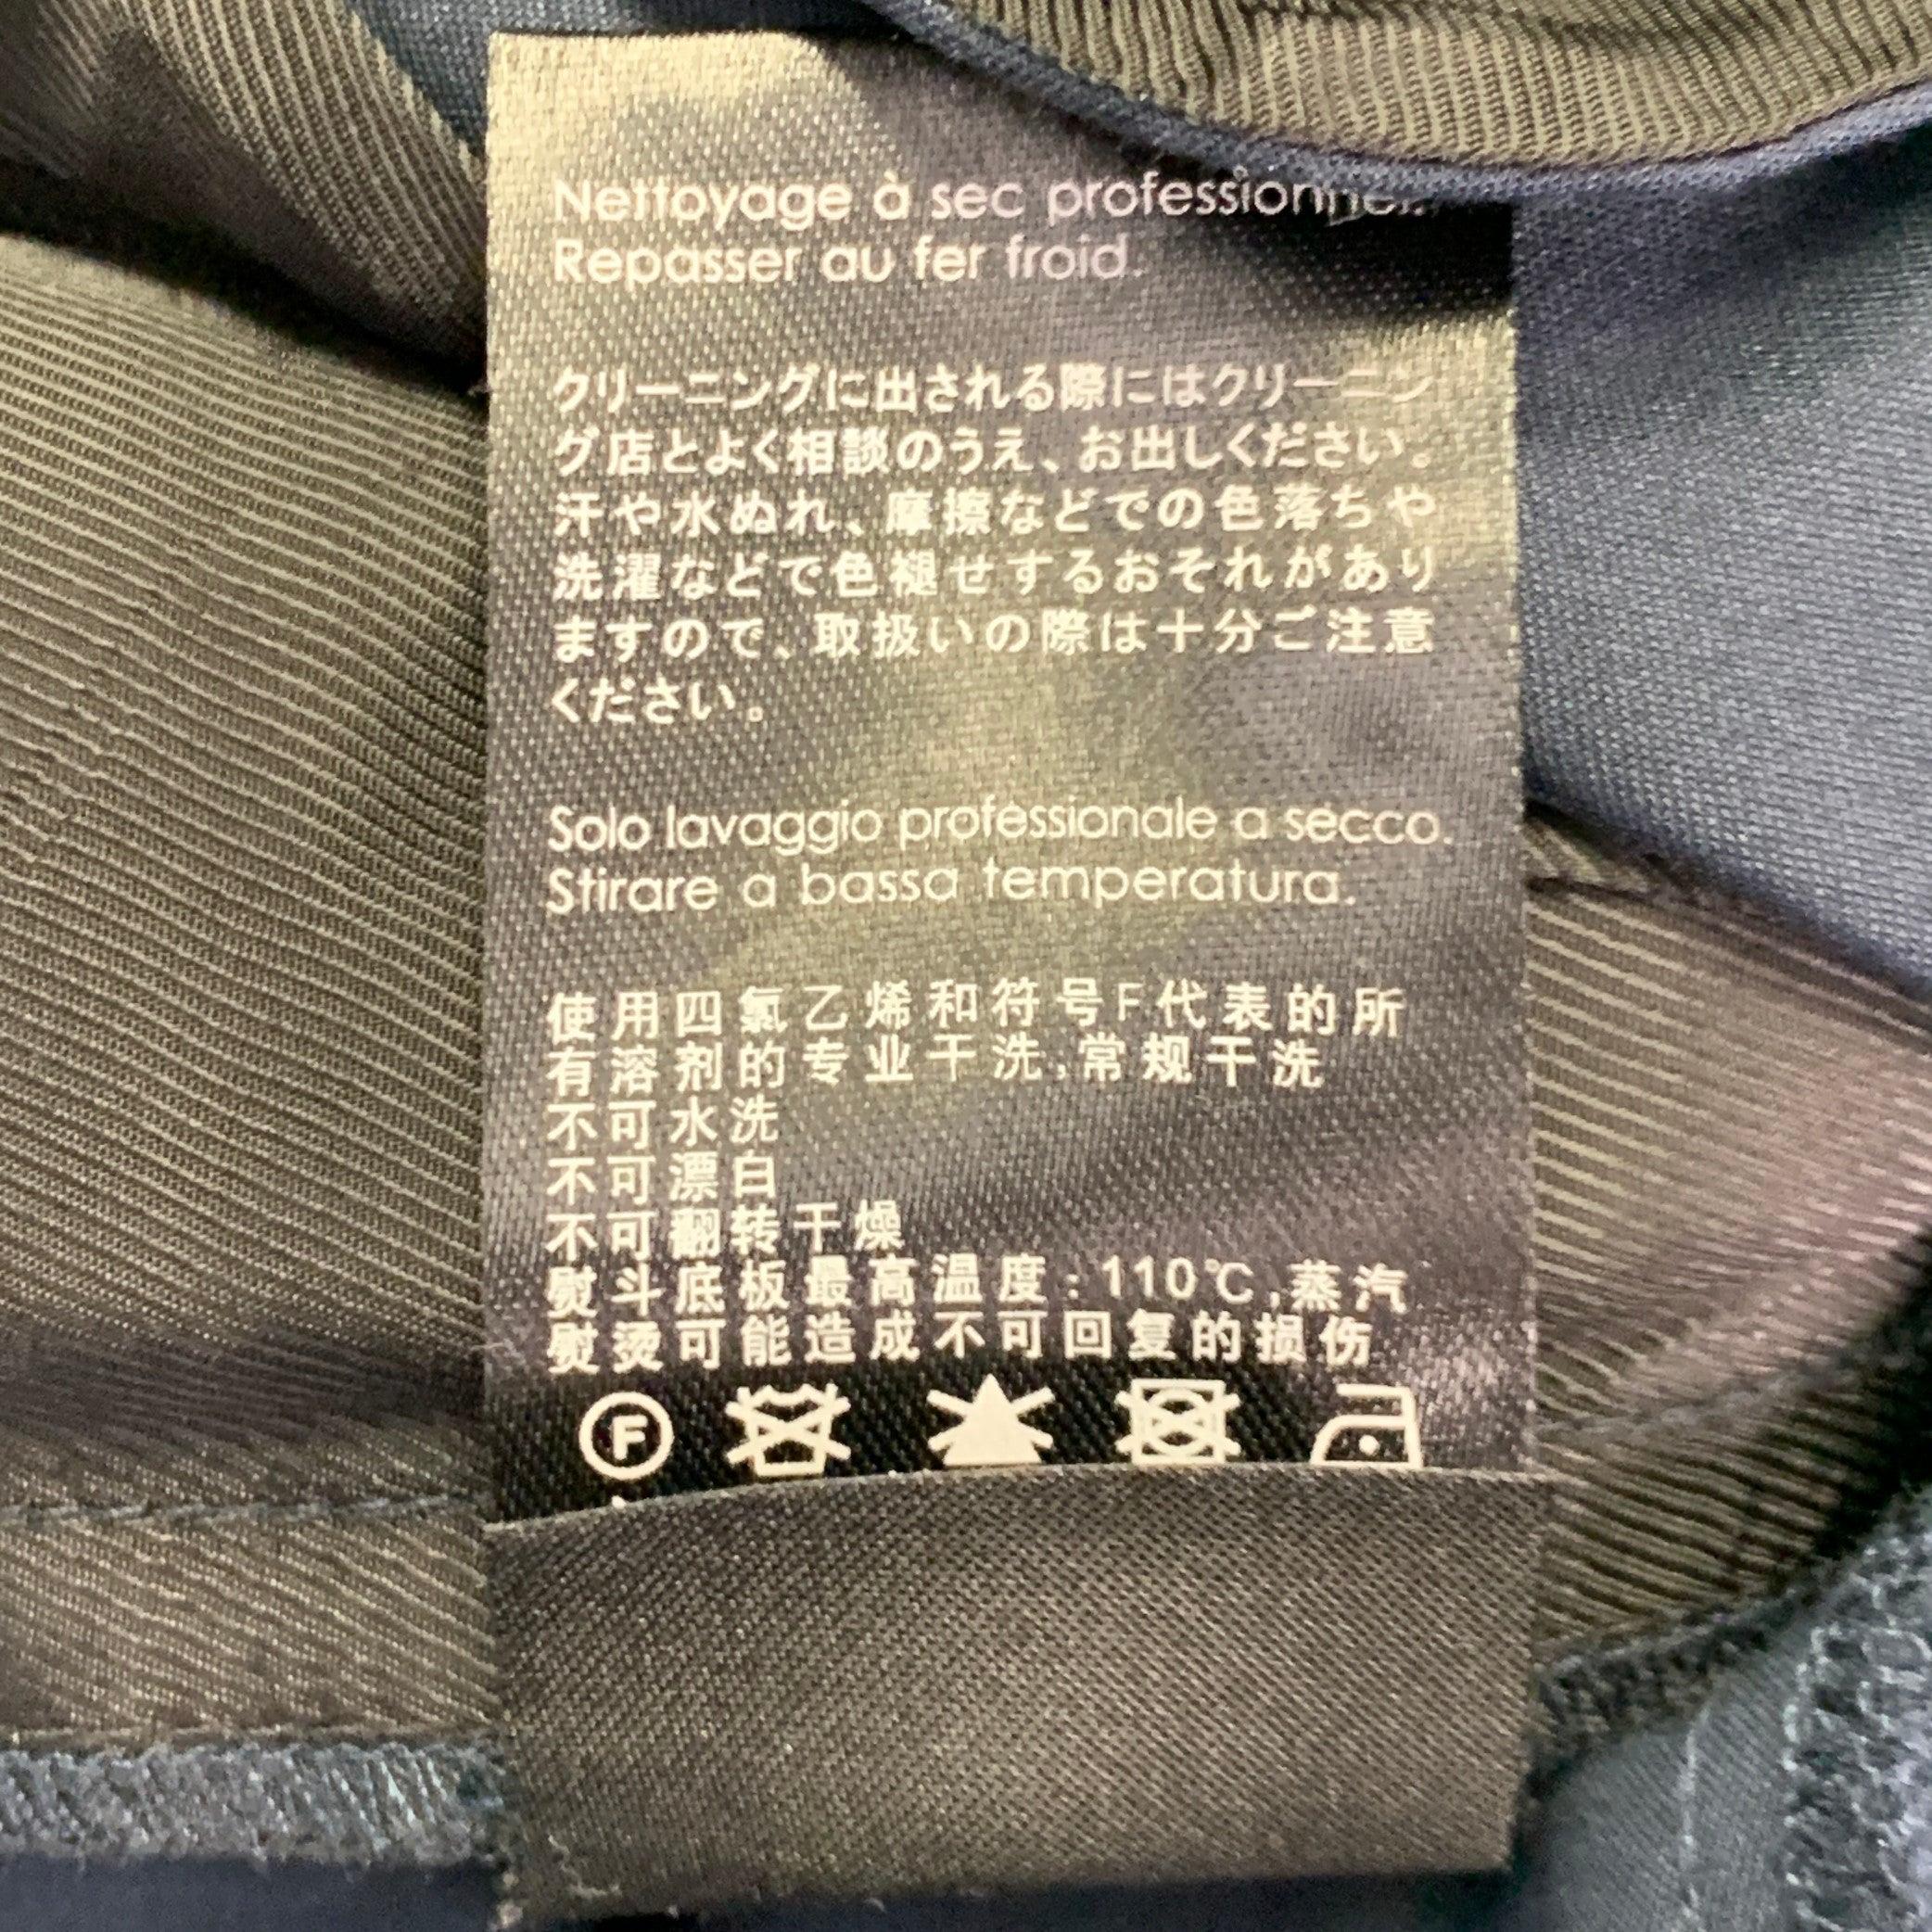 Nettoyage à sec professionnel.
Repasser au fer froid.
クリーニングに出される際にはクリーニン
グ店とよく相談のうえ、お出しください。
汗や水ぬれ、摩擦などでの色落ちや
洗濯などで色褪せするおそれがあり
ますので、取扱いの際は十分ご注意
ください。
Solo lavaggio professionale a secco.
Stirare a bassa temperatura.
使用四氯乙烯和符号F代表的所
有溶剂的专业干洗,常规干洗
不可水洗
不可漂白
不可翻转干燥
熨斗底板最高温度:110℃,蒸汽
熨烫可能造成不可回复的损伤
F